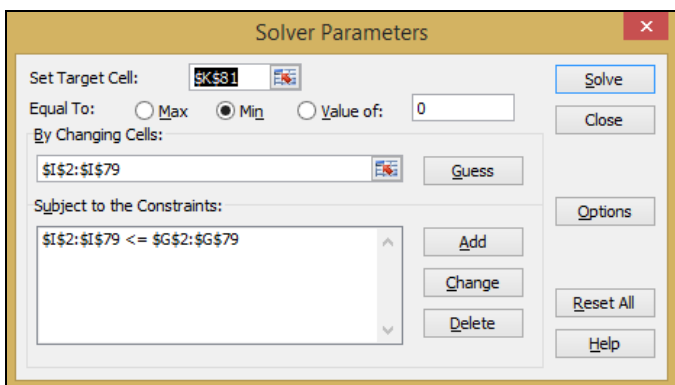 Solver Parameters
×
Set Target Cell: $K$81
Solve
Equal To: Max Min Value of: 0
Close
By Changing Cells:
$I$2:$I$79
Guess
Subject to the Constraints:
Options
$I$2:$I$79 <= $G$2:$G$79
Add
Change
Reset All
Delete
Help